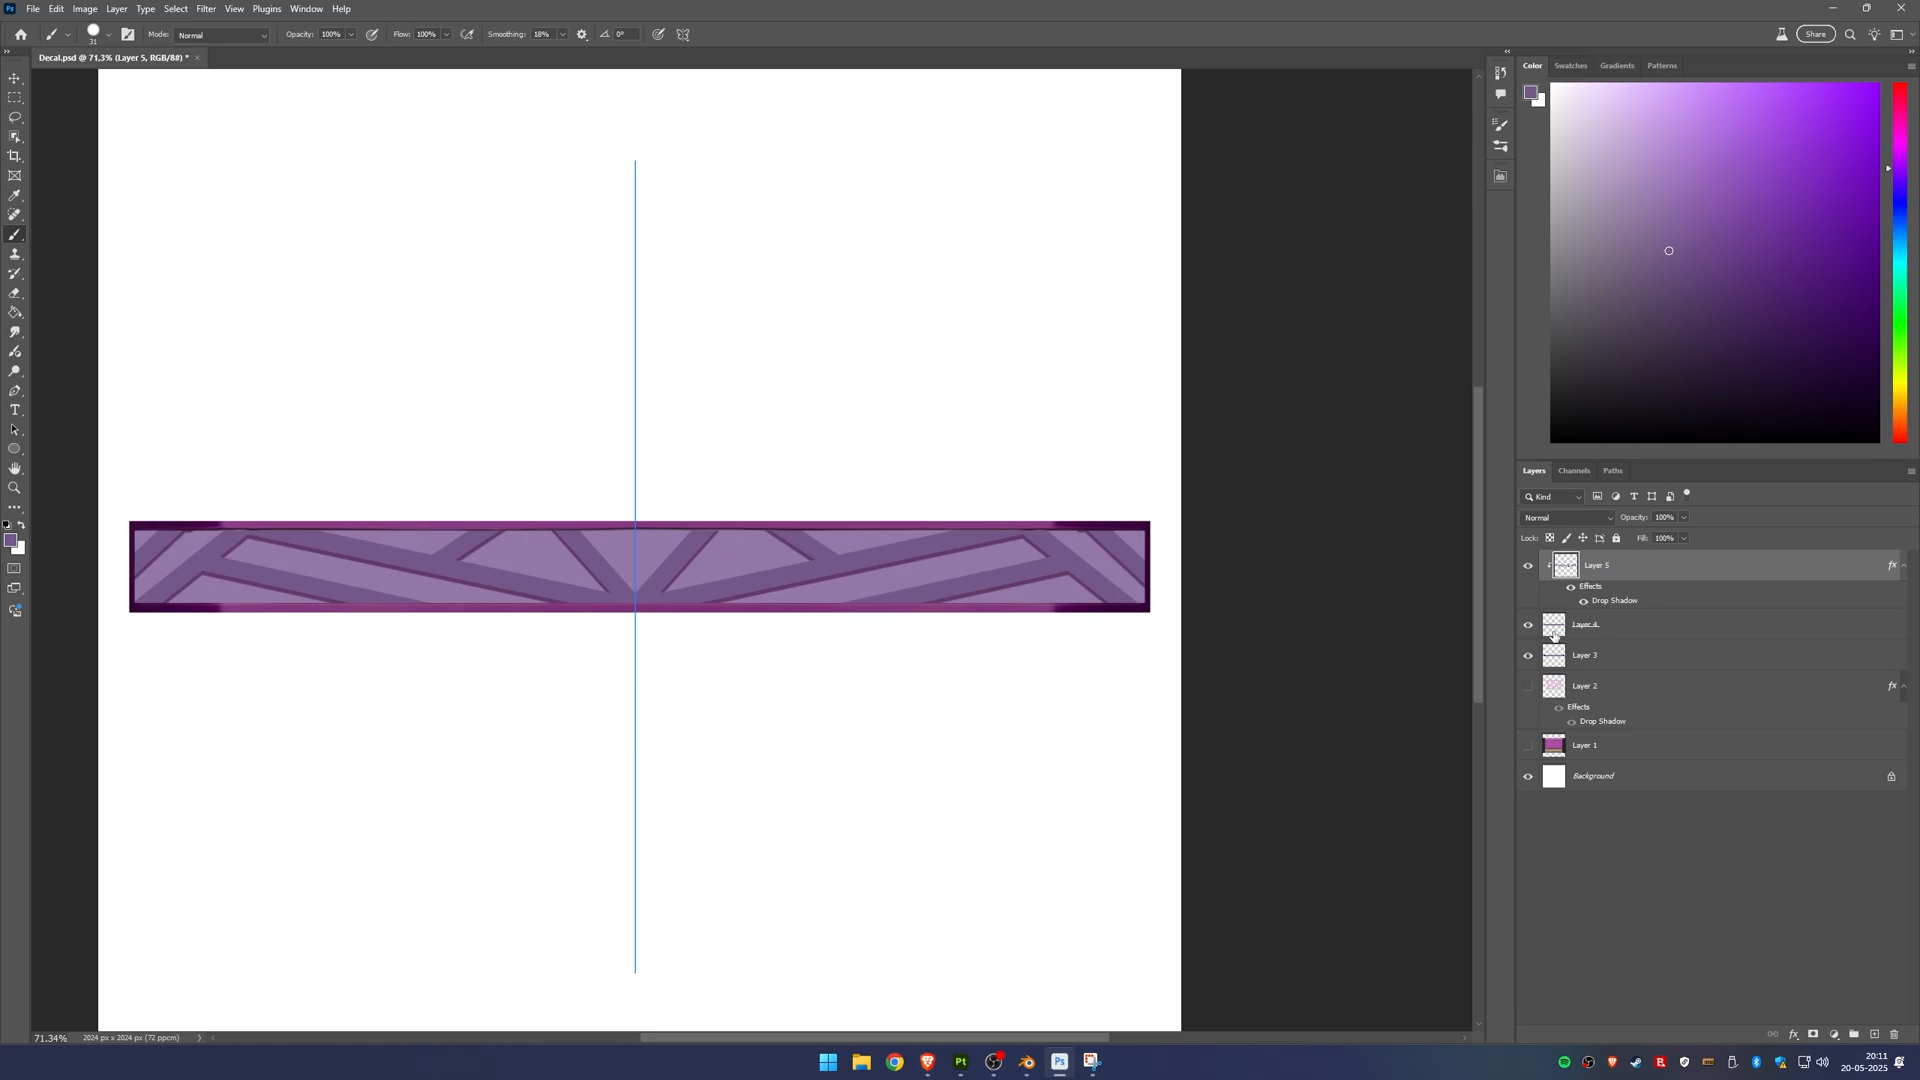 File Edit Image Layer Type Select Filter View Plugins Window Help
31 Mode: Normal Opacity: 100% Flow: 100% Smoothing: 18% 0° Share
Decal.psd @ 71,3% (Layer 5, RGB/8#) *
Color Swatches Gradients Patterns
Layers Channels Paths
Kind
Normal Opacity: 100%
Lock: Fill: 100%
Layer 5 fx
Effects
Drop Shadow
Layer 4
Layer 3
Layer 2 fx
Effects
Drop Shadow
Layer 1
Background
71.34% 2024 px x 2024 px (72 ppcm)
20:11
20-05-2025